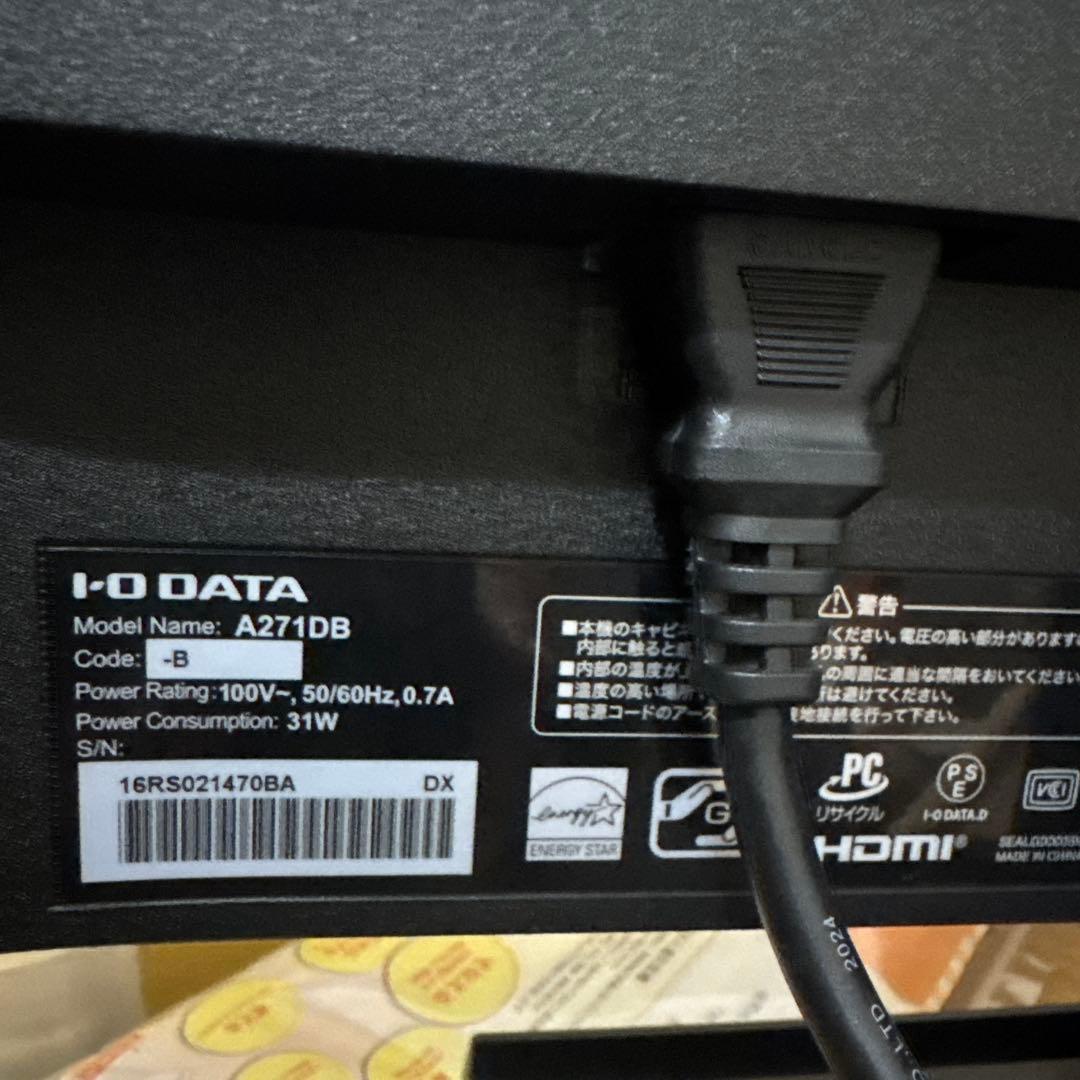 I-O DATA
Model Name: A271DB
Code: -B
Power Rating:100V~, 50/60Hz, 0.7A
Power Consumption: 31W
S/N:
16RS021470BA DX
警告
■本機のキャビ
ください。電圧の高い部分があります
内部に触ると
ります。
■内部の温度が
の周囲に適当な間隔をおいてください
■温度の高い場所
は避けてください。
■電源コードのアース
地接続を行って下さい。
ENERGY STAR
G
PC
リサイクル
PS
E
I-O DATA.D
VCCI
HDMI®
MADE IN CHINA
2024
LTD